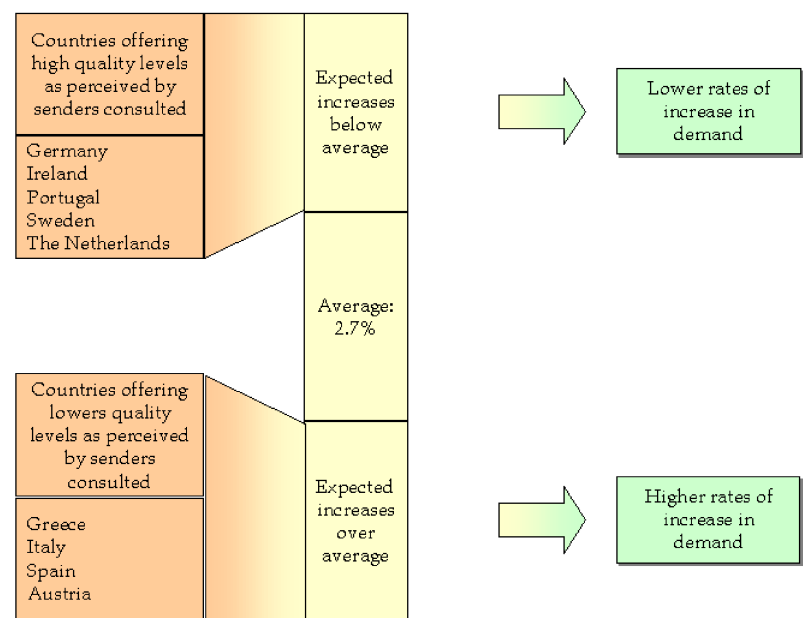 Countries offering
high quality levels
as perceived by
senders consulted
Germany
Ireland
Portugal
Sweden
The Netherlands
Expected
increases
below
average
Lower rates of
increase in
demand
Average:
2.7%
Countries offering
lowers quality
levels as perceived
by senders
consulted
Greece
Italy
Spain
Austria
Expected
increases
over
average
Higher rates of
increase in
demand